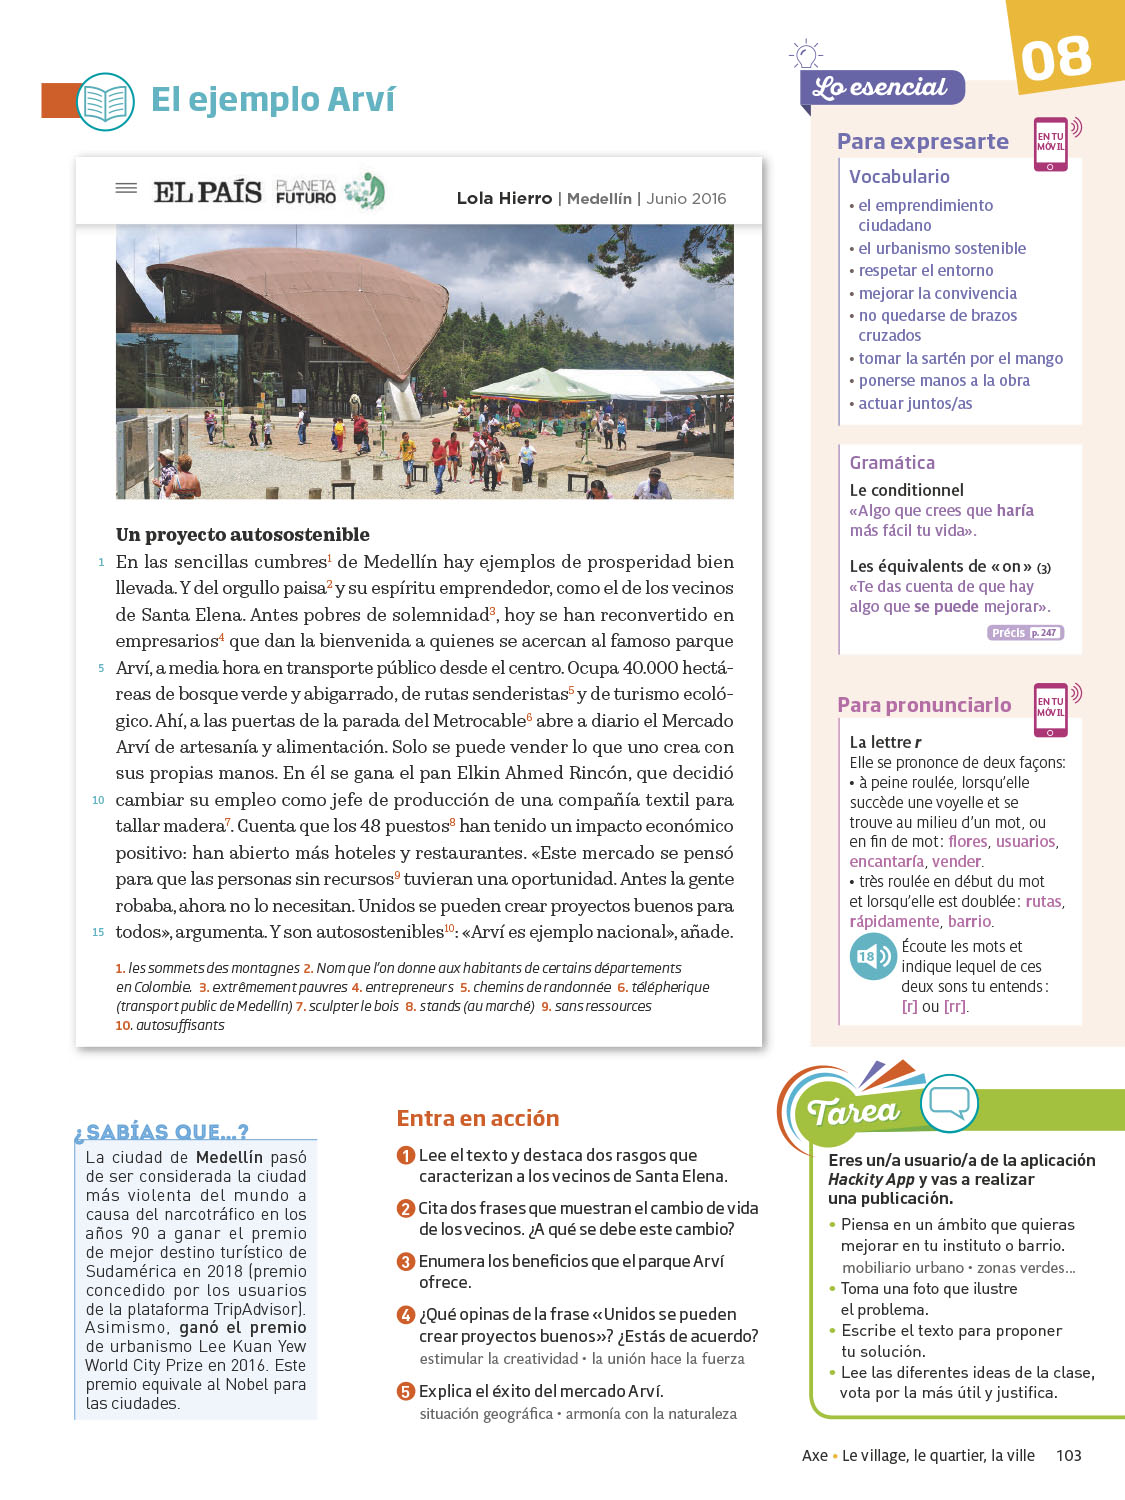 08
El ejemplo Arví
EL PAÍS PLANETA FUTURO
Lola Hierro | Medellín | Junio 2016
Un proyecto autosostenible
1 En las sencillas cumbres1 de Medellín hay ejemplos de prosperidad bien
llevada. Y del orgullo paisa2 y su espíritu emprendedor, como el de los vecinos
de Santa Elena. Antes pobres de solemnidad3, hoy se han reconvertido en
empresarios4 que dan la bienvenida a quienes se acercan al famoso parque
5 Arví, a media hora en transporte público desde el centro. Ocupa 40.000 hectá-
reas de bosque verde y abigarrado, de rutas senderistas5 y de turismo ecoló-
gico. Ahí, a las puertas de la parada del Metrocable6 abre a diario el Mercado
Arví de artesanía y alimentación. Solo se puede vender lo que uno crea con
sus propias manos. En él se gana el pan Elkin Ahmed Rincón, que decidió
10 cambiar su empleo como jefe de producción de una compañía textil para
tallar madera7. Cuenta que los 48 puestos8 han tenido un impacto económico
positivo: han abierto más hoteles y restaurantes. «Este mercado se pensó
para que las personas sin recursos9 tuvieran una oportunidad. Antes la gente
robaba, ahora no lo necesitan. Unidos se pueden crear proyectos buenos para
15 todos», argumenta. Y son autosostenibles10: «Arví es ejemplo nacional», añade.
1. les sommets des montagnes 2. Nom que l'on donne aux habitants de certains départements
en Colombie. 3. extrêmement pauvres 4. entrepreneurs 5. chemins de randonnée 6. télépherique
(transport public de Medellín) 7. sculpter le bois 8. stands (au marché) 9. sans ressources
10. autosuffisants
¿SABÍAS QUE...?
La ciudad de Medellín pasó
de ser considerada la ciudad
más violenta del mundo a
causa del narcotráfico en los
años 90 a ganar el premio
de mejor destino turístico de
Sudamérica en 2018 (premio
concedido por los usuarios
de la plataforma TripAdvisor).
Asimismo, ganó el premio
de urbanismo Lee Kuan Yew
World City Prize en 2016. Este
premio equivale al Nobel para
las ciudades.
Entra en acción
1 Lee el texto y destaca dos rasgos que
caracterizan a los vecinos de Santa Elena.
2 Cita dos frases que muestran el cambio de vida
de los vecinos. ¿A qué se debe este cambio?
3 Enumera los beneficios que el parque Arví
ofrece.
4 ¿Qué opinas de la frase «Unidos se pueden
crear proyectos buenos»? ¿Estás de acuerdo?
estimular la creatividad • la unión hace la fuerza
5 Explica el éxito del mercado Arví.
situación geográfica • armonía con la naturaleza
Lo esencial
Para expresarte
EN TU
MÓVIL
Vocabulario
• el emprendimiento
ciudadano
• el urbanismo sostenible
• respetar el entorno
• mejorar la convivencia
• no quedarse de brazos
cruzados
• tomar la sartén por el mango
• ponerse manos a la obra
• actuar juntos/as
Gramática
Le conditionnel
«Algo que crees que haría
más fácil tu vida».
Les équivalents de «on» (3)
«Te das cuenta de que hay
algo que se puede mejorar».
Précis p. 247
Para pronunciarlo
EN TU
MÓVIL
La lettre r
Elle se prononce de deux façons:
• à peine roulée, lorsqu'elle
succède une voyelle et se
trouve au milieu d'un mot, ou
en fin de mot: flores, usuarios,
encantaría, vender.
• très roulée en début du mot
et lorsqu'elle est doublée: rutas,
rápidamente, barrio.
18
Écoute les mots et
indique lequel de ces
deux sons tu entends:
[r] ou [rr].
Tarea
Eres un/a usuario/a de la aplicación
Hackity App y vas a realizar
una publicación.
• Piensa en un ámbito que quieras
mejorar en tu instituto o barrio.
mobiliario urbano • zonas verdes...
• Toma una foto que ilustre
el problema.
• Escribe el texto para proponer
tu solución.
• Lee las diferentes ideas de la clase,
vota por la más útil y justifica.
Axe • Le village, le quartier, la ville 103